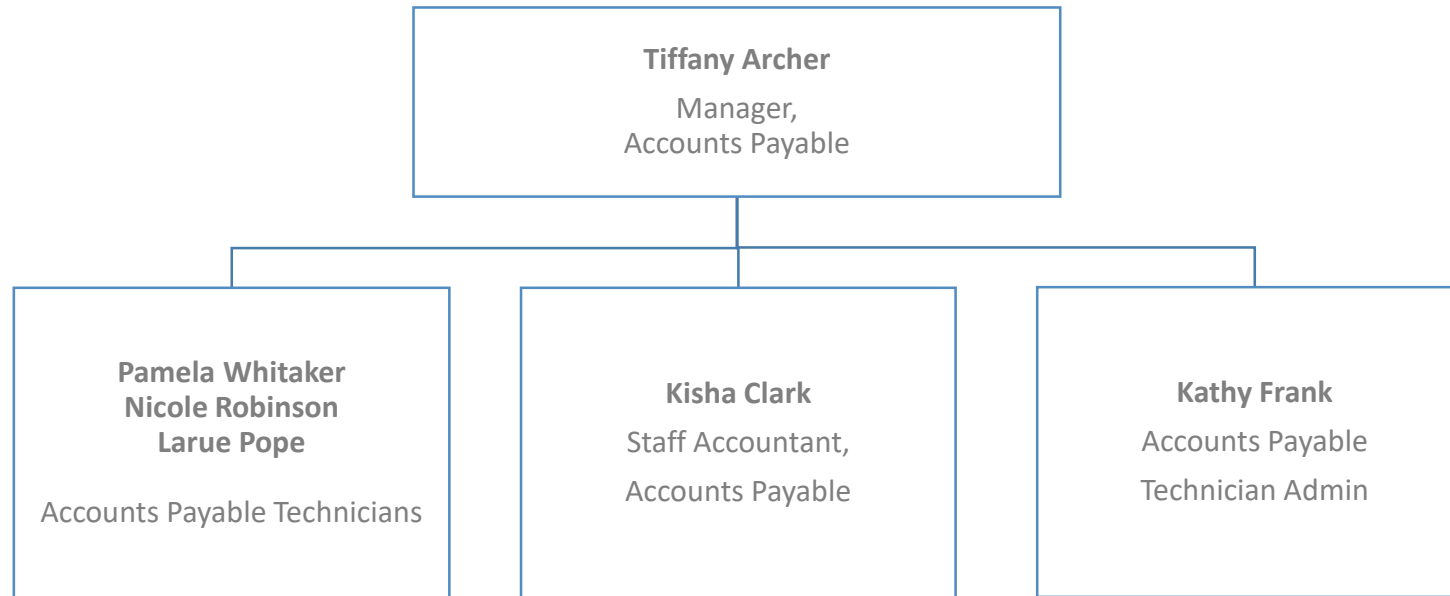 Tiffany Archer
Manager,
Accounts Payable
Pamela Whitaker
Nicole Robinson
Larue Pope
Accounts Payable Technicians
Kisha Clark
Staff Accountant,
Accounts Payable
Kathy Frank
Accounts Payable
Technician Admin